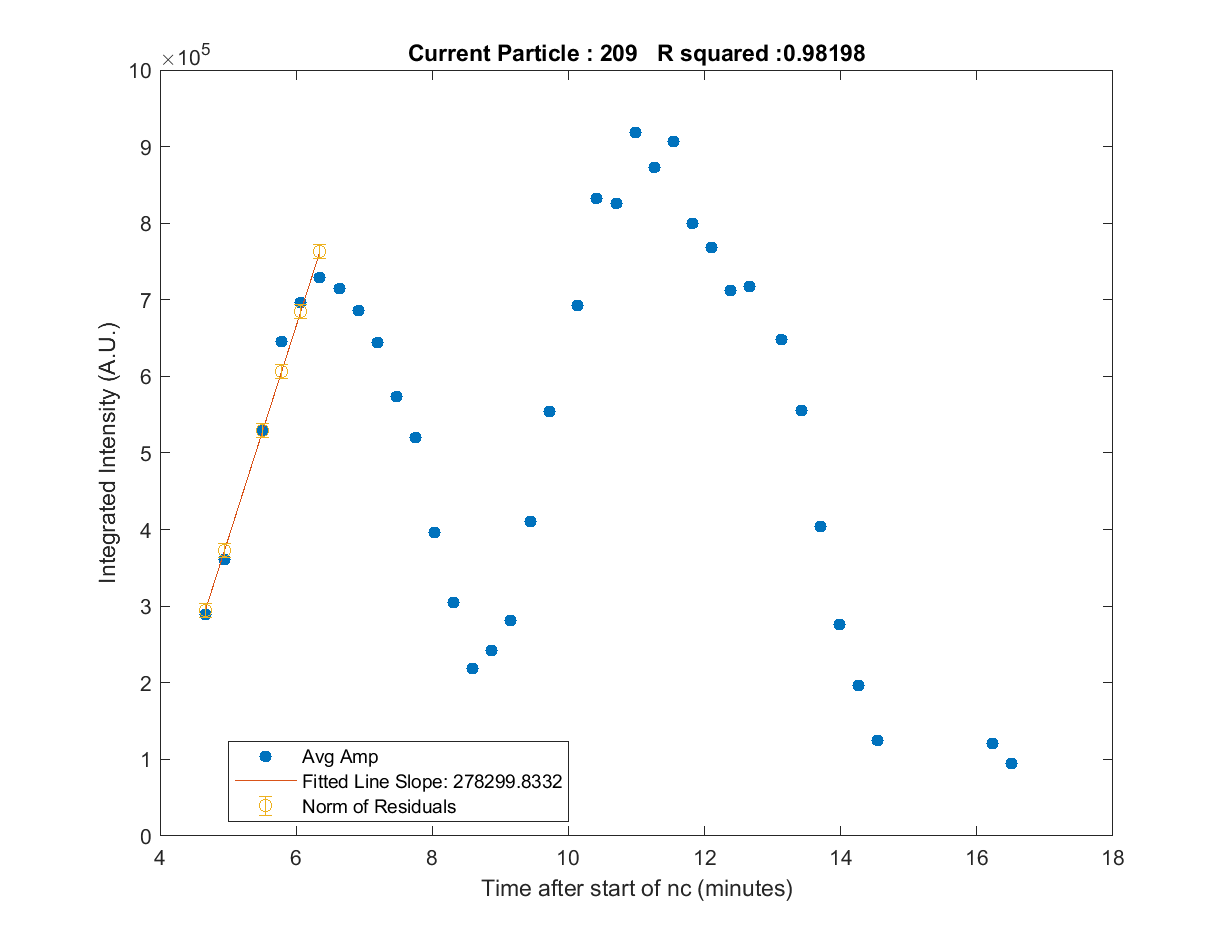 Current Particle : 209   R squared :0.98198
×10^5
10
9
8
7
6
5
4
3
2
1
0
Integrated Intensity (A.U.)
Avg Amp
Fitted Line Slope: 278299.8332
Norm of Residuals
4 6 8 10 12 14 16 18
Time after start of nc (minutes)